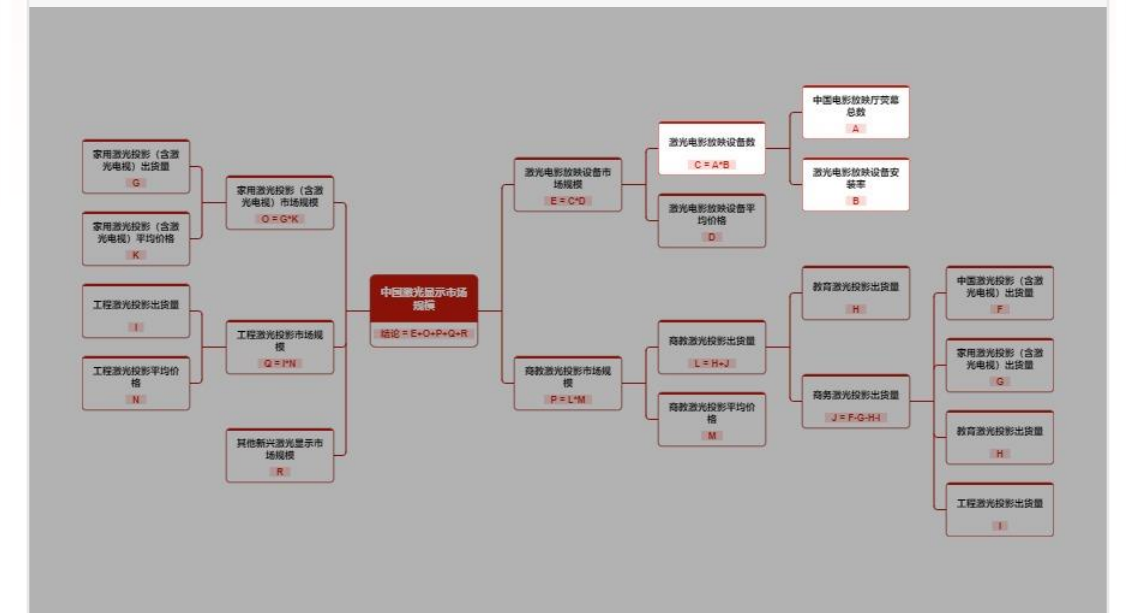 家用激光投影（含激
光电视）出货量
G
家用激光投影（含激
光电视）平均价格
K
工程激光投影出货量
I
工程激光投影平均价
格
N
家用激光投影（含激
光电视）市场规模
O = G*K
工程激光投影市场规
模
Q = I*N
其他新兴激光显示市
场规模
R
中国激光显示市场
规模
结论 = E+O+P+Q+R
激光电影放映设备市
场规模
E = C*D
商教激光投影市场规
模
P = L*M
激光电影放映设备数
C = A*B
激光电影放映设备平
均价格
D
商教激光投影出货量
L = H+J
商教激光投影平均价
格
M
中国电影放映厅荧幕
总数
A
激光电影放映设备安
装率
B
教育激光投影出货量
H
商务激光投影出货量
J = F-G-H-I
中国激光投影（含激
光电视）出货量
F
家用激光投影（含激
光电视）出货量
G
教育激光投影出货量
H
工程激光投影出货量
I